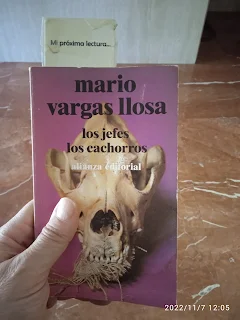 Mi próxima lectura...
mario
vargas llosa
los jefes
los cachorros
alianza editorial
2022/11/7 12:05